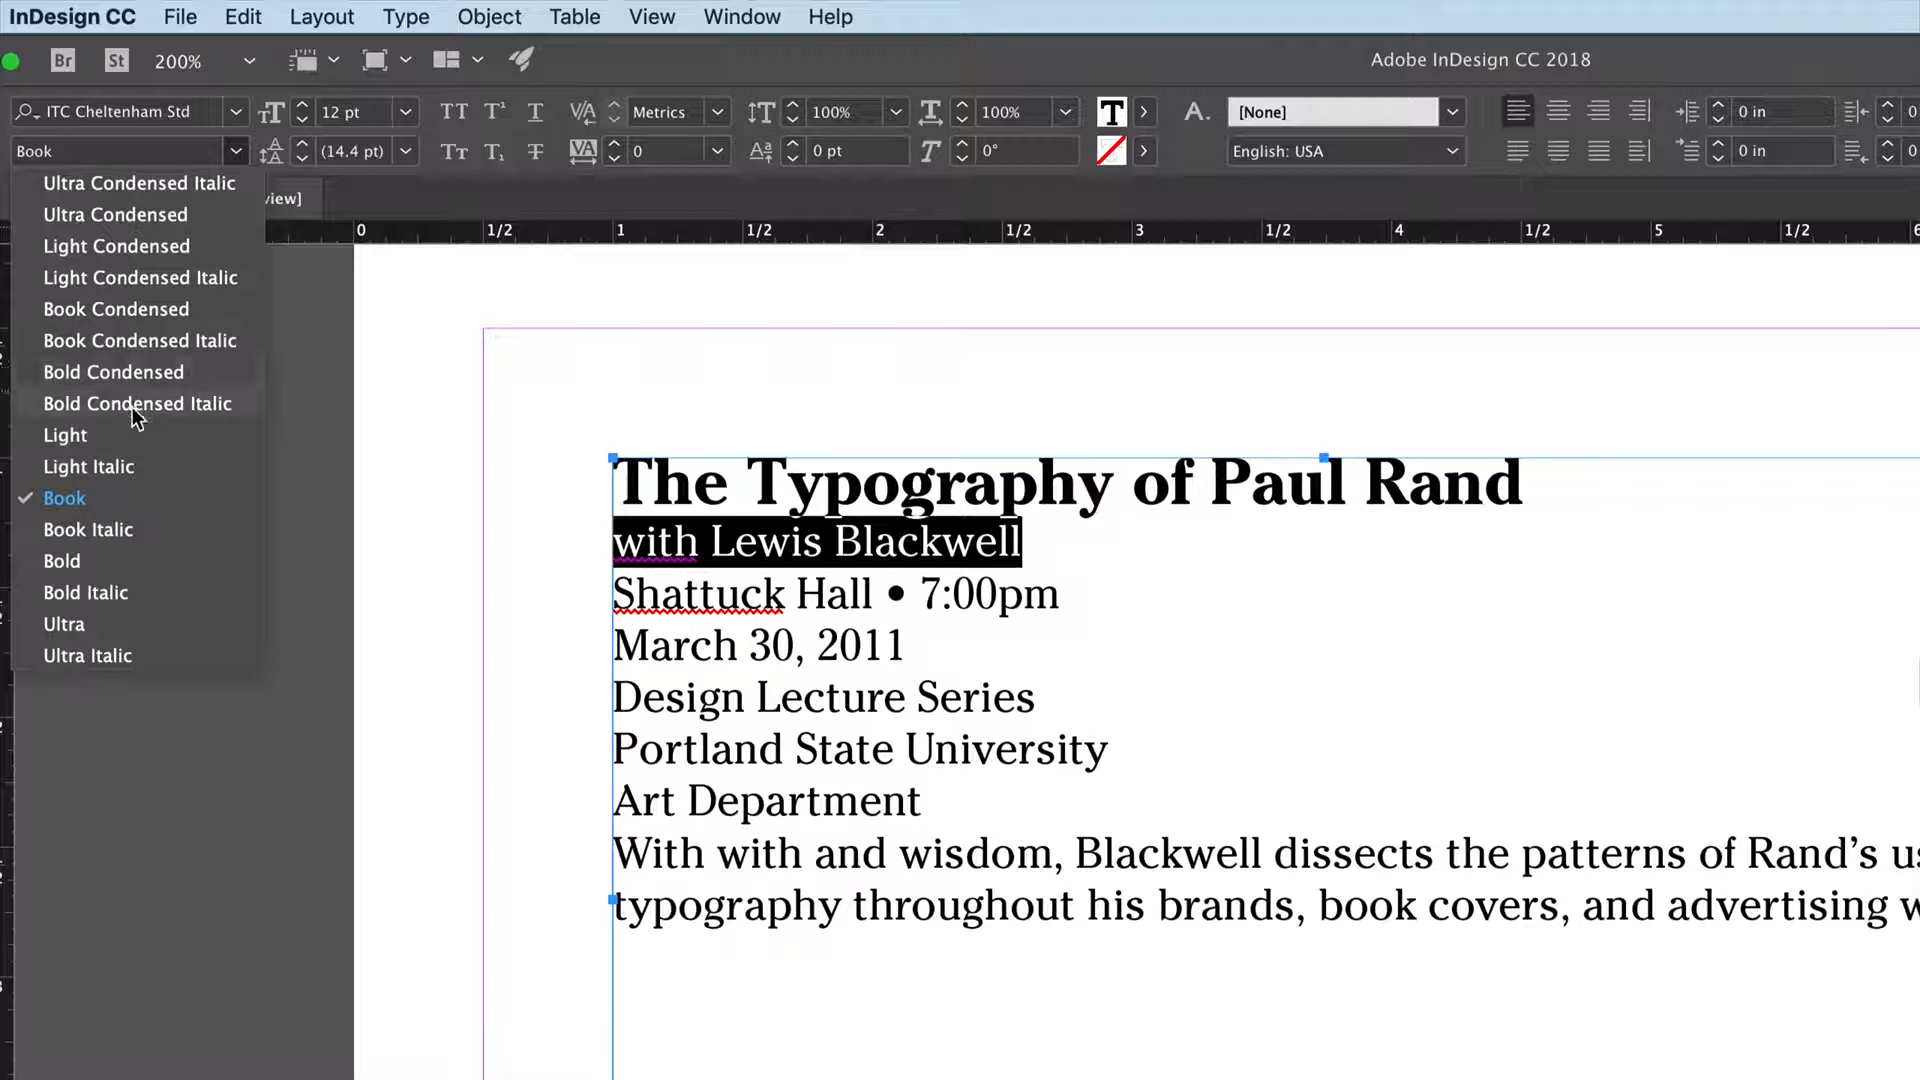 InDesign CC File Edit Layout Type Object Table View Window Help
Br St 200% Adobe InDesign CC 2018
ITC Cheltenham Std 12 pt Metrics 100% 100% [None] 0 in 0
Book (14.4 pt) 0 0 pt 0° English: USA 0 in 0
Ultra Condensed Italic
view]
Ultra Condensed
0 1/2 1 1/2 2 1/2 3 1/2 4 1/2 5 1/2 6
Light Condensed
Light Condensed Italic
Book Condensed
Book Condensed Italic
Bold Condensed
Bold Condensed Italic
Light
Light Italic
Book
Book Italic
Bold
Bold Italic
Ultra
Ultra Italic
The Typography of Paul Rand
with Lewis Blackwell
Shattuck Hall • 7:00pm
March 30, 2011
Design Lecture Series
Portland State University
Art Department
With with and wisdom, Blackwell dissects the patterns of Rand’s us
typography throughout his brands, book covers, and advertising w